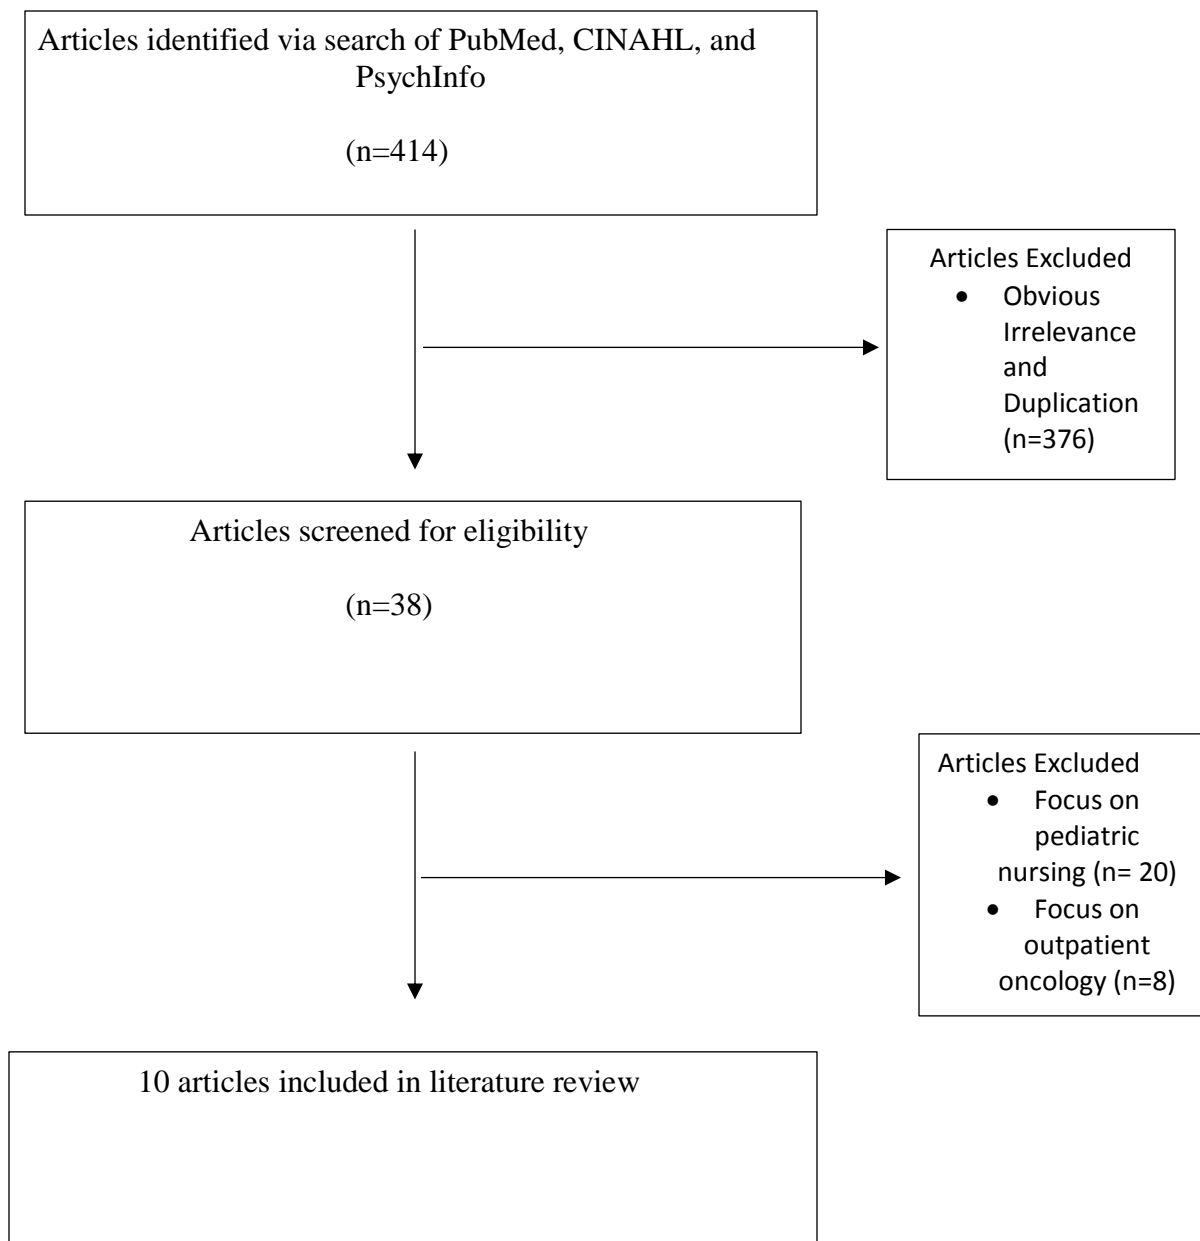 Articles identified via search of PubMed, CINAHL, and
PsychInfo
(n=414)
Articles Excluded
● Obvious
Irrelevance
and
Duplication
(n=376)
Articles screened for eligibility
(n=38)
Articles Excluded
● Focus on
pediatric
nursing (n= 20)
● Focus on
outpatient
oncology (n=8)
10 articles included in literature review